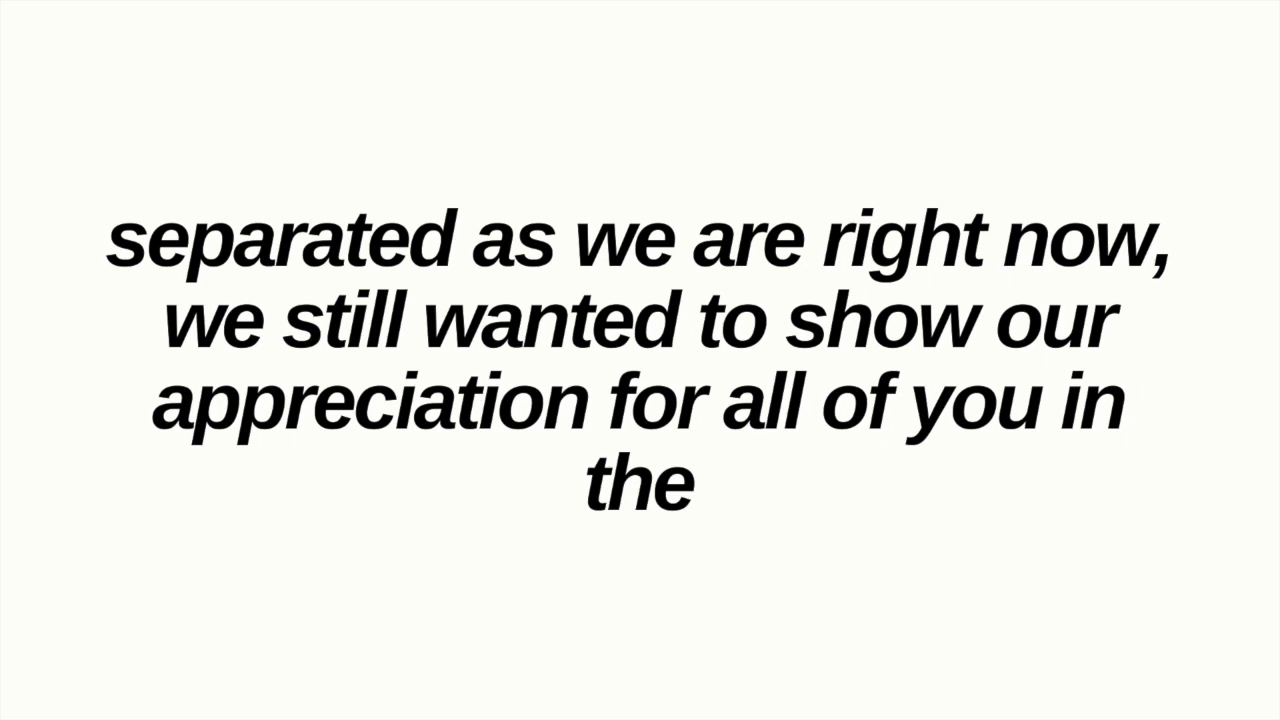 separated as we are right now,
we still wanted to show our
appreciation for all of you in
the